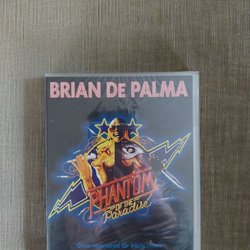 BRIAN DE PALMA
PHANTOM
OF THE
Paradise